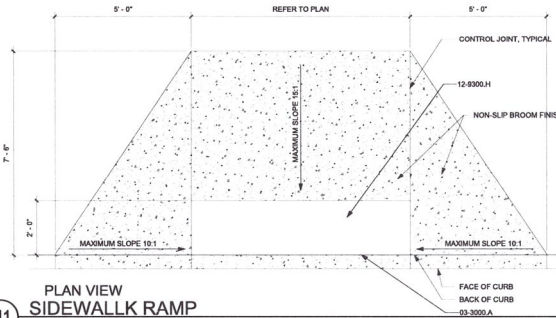 5' - 0"
REFER TO PLAN
5' - 0"
CONTROL JOINT, TYPICAL
12-9300.H
NON-SLIP BROOM FINIS
MAXIMUM SLOPE 15:1
7' - 6"
2' - 0"
MAXIMUM SLOPE 10:1
MAXIMUM SLOPE 10:1
FACE OF CURB
BACK OF CURB
03-3000.A
PLAN VIEW
SIDEWALLK RAMP